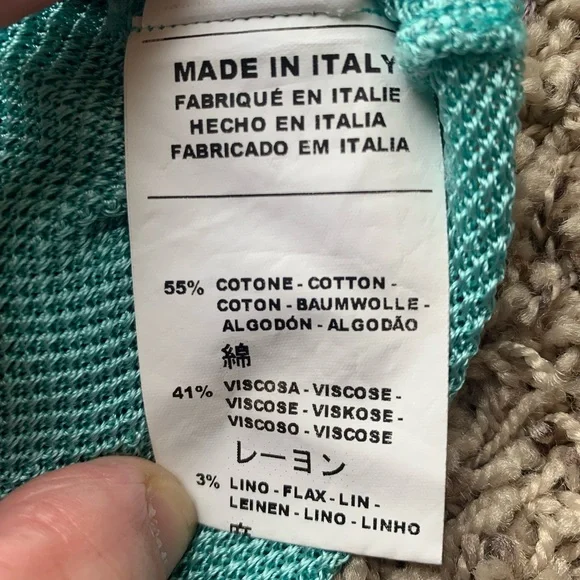 MADE IN ITALY
FABRIQUÉ EN ITALIE
HECHO EN ITALIA
FABRICADO EM ITALIA
55% COTONE - COTTON -
COTON - BAUMWOLLE -
ALGODÓN - ALGODÃO
綿
41% VISCOSA - VISCOSE -
VISCOSE - VISKOSE -
VISCOSO - VISCOSE
レーヨン
3% LINO - FLAX - LIN -
LEINEN - LINO - LINHO